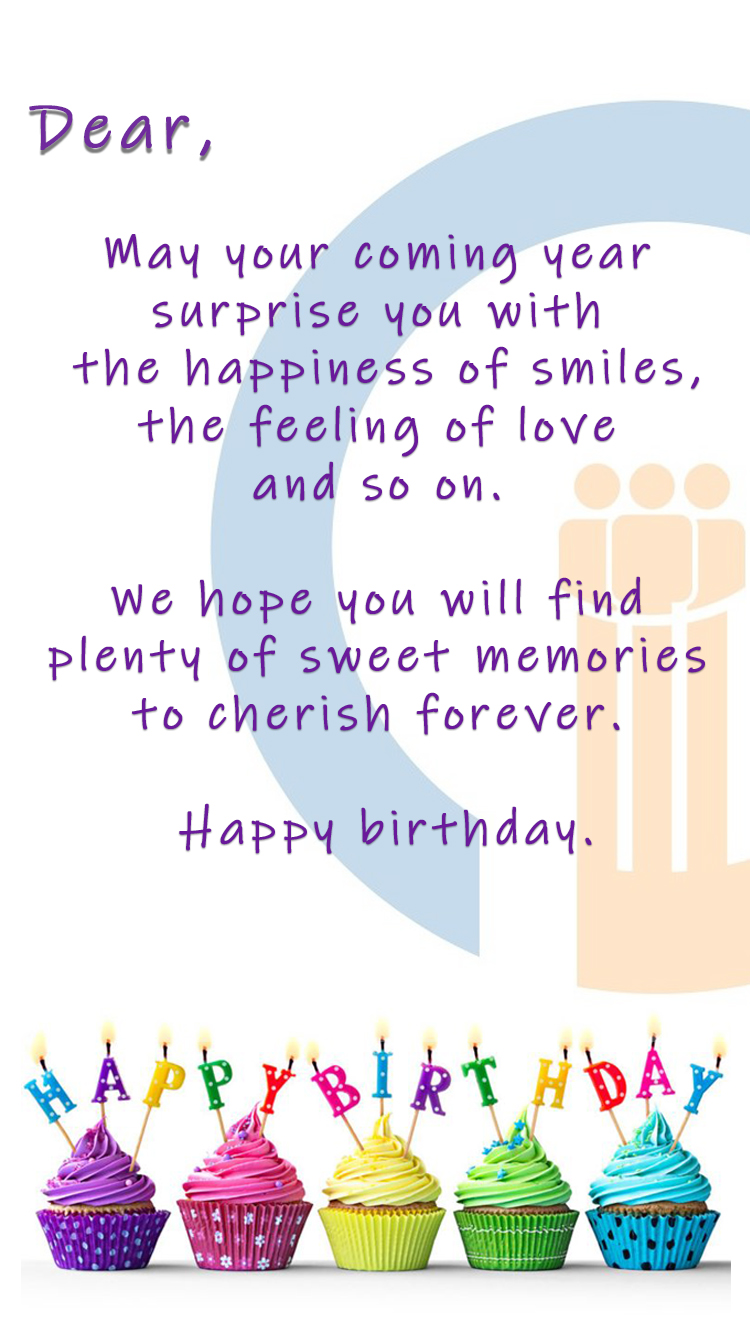 Dear,
May your coming year
surprise you with
the happiness of smiles,
the feeling of love
and so on.
We hope you will find
plenty of sweet memories
to cherish forever.
Happy birthday.
HAPPY BIRTHDAY